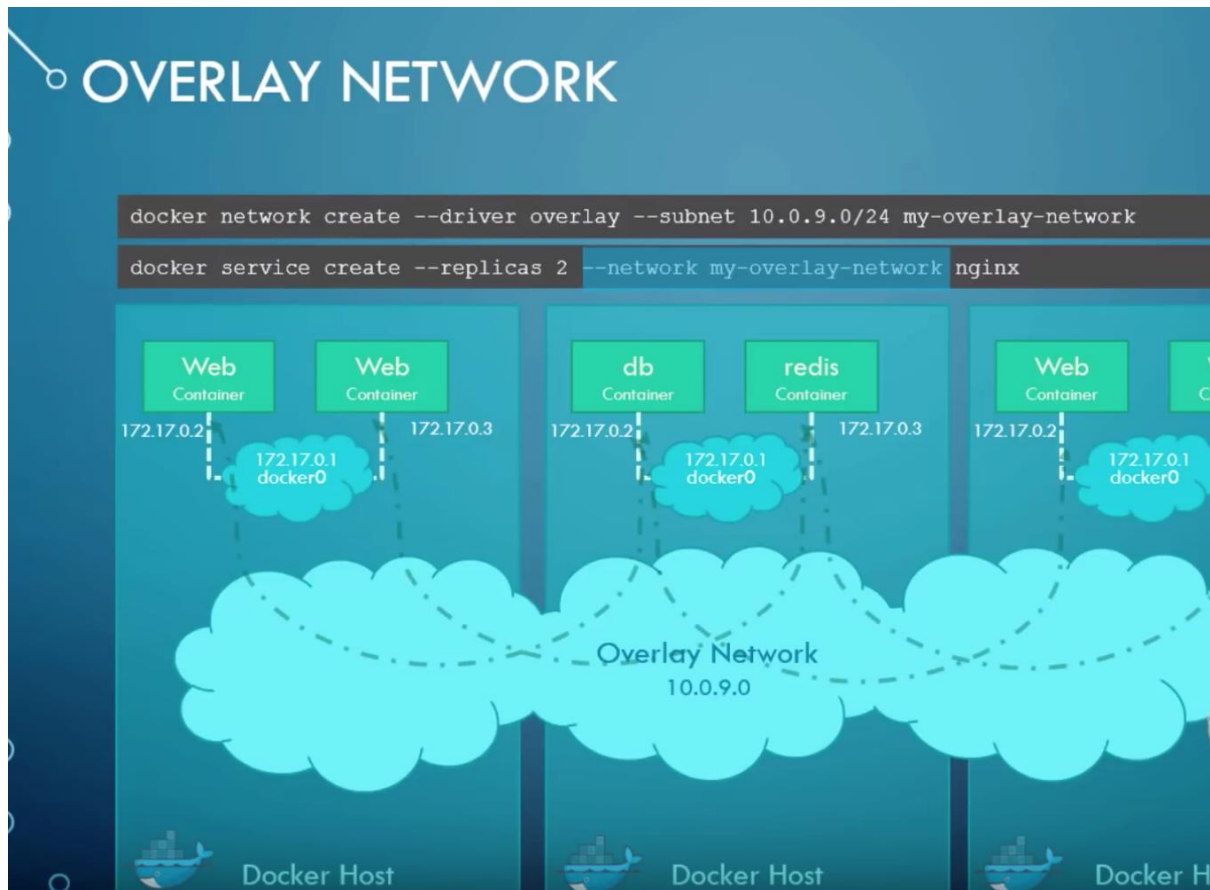 OVERLAY NETWORK
docker network create --driver overlay --subnet 10.0.9.0/24 my-overlay-network
docker service create --replicas 2 --network my-overlay-network nginx
Web
Container
Web
Container
db
Container
redis
Container
Web
Container
172.17.0.2
172.17.0.3
172.17.0.2
172.17.0.3
172.17.0.2
172.17.0.1
docker0
172.17.0.1
docker0
172.17.0.1
docker0
Overlay Network
10.0.9.0
Docker Host
Docker Host
Docker H